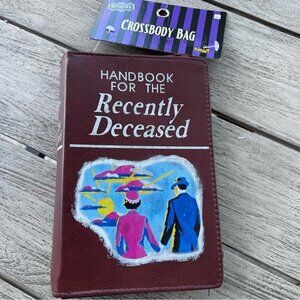 CROSSBODY BAG
HANDBOOK
FOR THE
Recently
Deceased